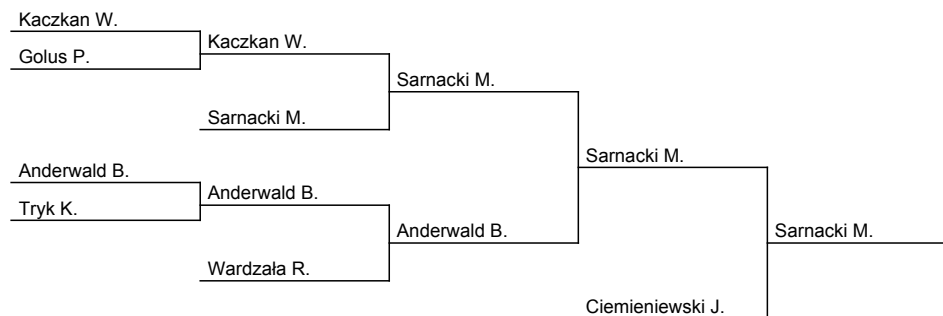 Kaczkan W.
Golus P.
Kaczkan W.
Sarnacki M.
Sarnacki M.
Anderwald B.
Tryk K.
Anderwald B.
Wardzała R.
Anderwald B.
Sarnacki M.
Ciemieniewski J.
Sarnacki M.